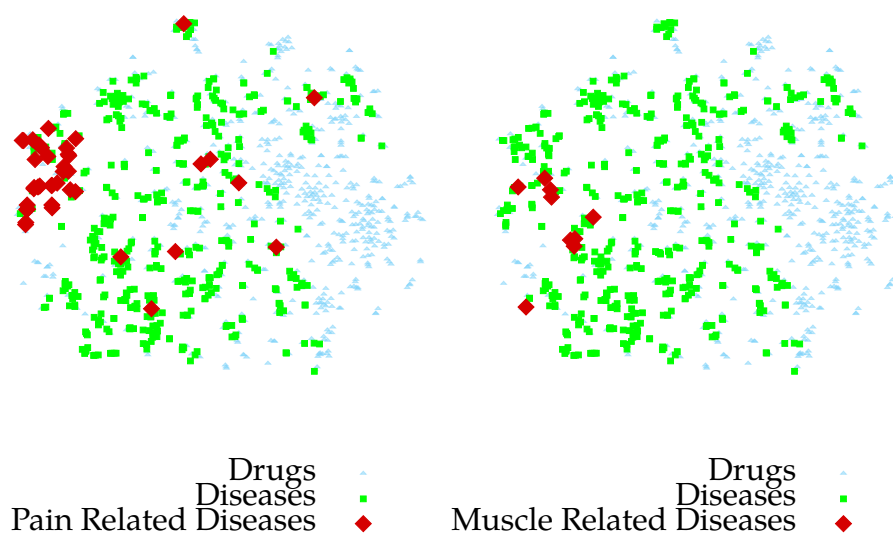 Drugs
Diseases
Pain Related Diseases
Drugs
Diseases
Muscle Related Diseases